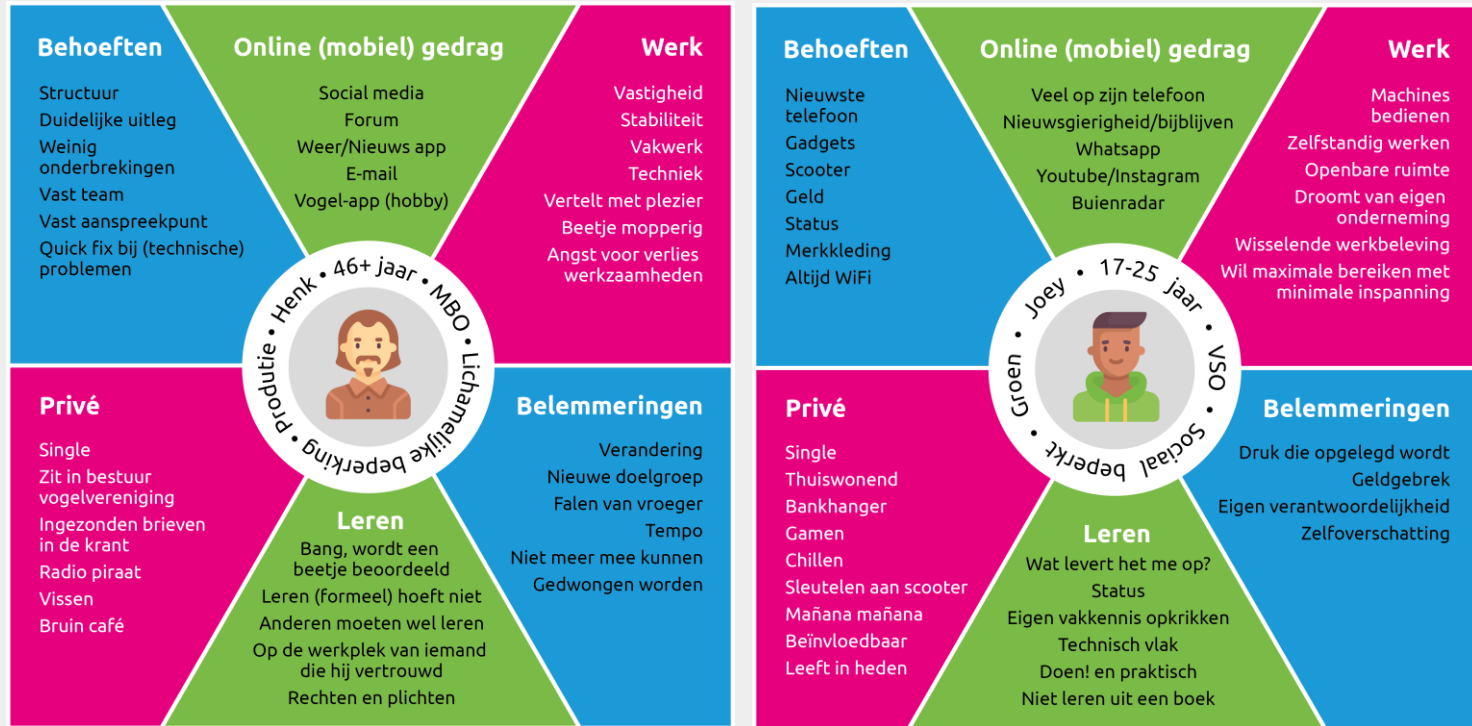 Behoeften
Structuur
Duidelijke uitleg
Weinig
onderbrekingen
Vast team
Vast aanspreekpunt
Quick fix bij (technische)
problemen
Online (mobiel) gedrag
Social media
Forum
Weer/Nieuws app
E-mail
Vogel-app (hobby)
Werk
Vastigheid
Stabiliteit
Vakwerk
Techniek
Vertelt met plezier
Beetje mopperig
Angst voor verlies
werkzaamheden
Henk • 46+ jaar • MBO • Lichamelijke beperking • Produtie •
Privé
Single
Zit in bestuur
vogelvereniging
Ingezonden brieven
in de krant
Radio piraat
Vissen
Bruin café
Leren
Bang, wordt een
beetje beoordeeld
Leren (formeel) hoeft niet
Anderen moeten wel leren
Op de werkplek van iemand
die hij vertrouwd
Rechten en plichten
Belemmeringen
Verandering
Nieuwe doelgroep
Falen van vroeger
Tempo
Niet meer mee kunnen
Gedwongen worden
Behoeften
Nieuwste
telefoon
Gadgets
Scooter
Geld
Status
Merkkleding
Altijd WiFi
Online (mobiel) gedrag
Veel op zijn telefoon
Nieuwsgierigheid/bijblijven
Whatsapp
Youtube/Instagram
Buienradar
Werk
Machines
bedienen
Zelfstandig werken
Openbare ruimte
Droomt van eigen
onderneming
Wisselende werkbeleving
Wil maximale bereiken met
minimale inspanning
Joey • 17-25 jaar • VSO • Sociaal beperkt • Groen •
Privé
Single
Thuiswonend
Bankhanger
Gamen
Chillen
Sleutelen aan scooter
Mañana mañana
Beïnvloedbaar
Leeft in heden
Leren
Wat levert het me op?
Status
Eigen vakkennis opkrikken
Technisch vlak
Doen! en praktisch
Niet leren uit een boek
Belemmeringen
Druk die opgelegd wordt
Geldgebrek
Eigen verantwoordelijkheid
Zelfoverschatting